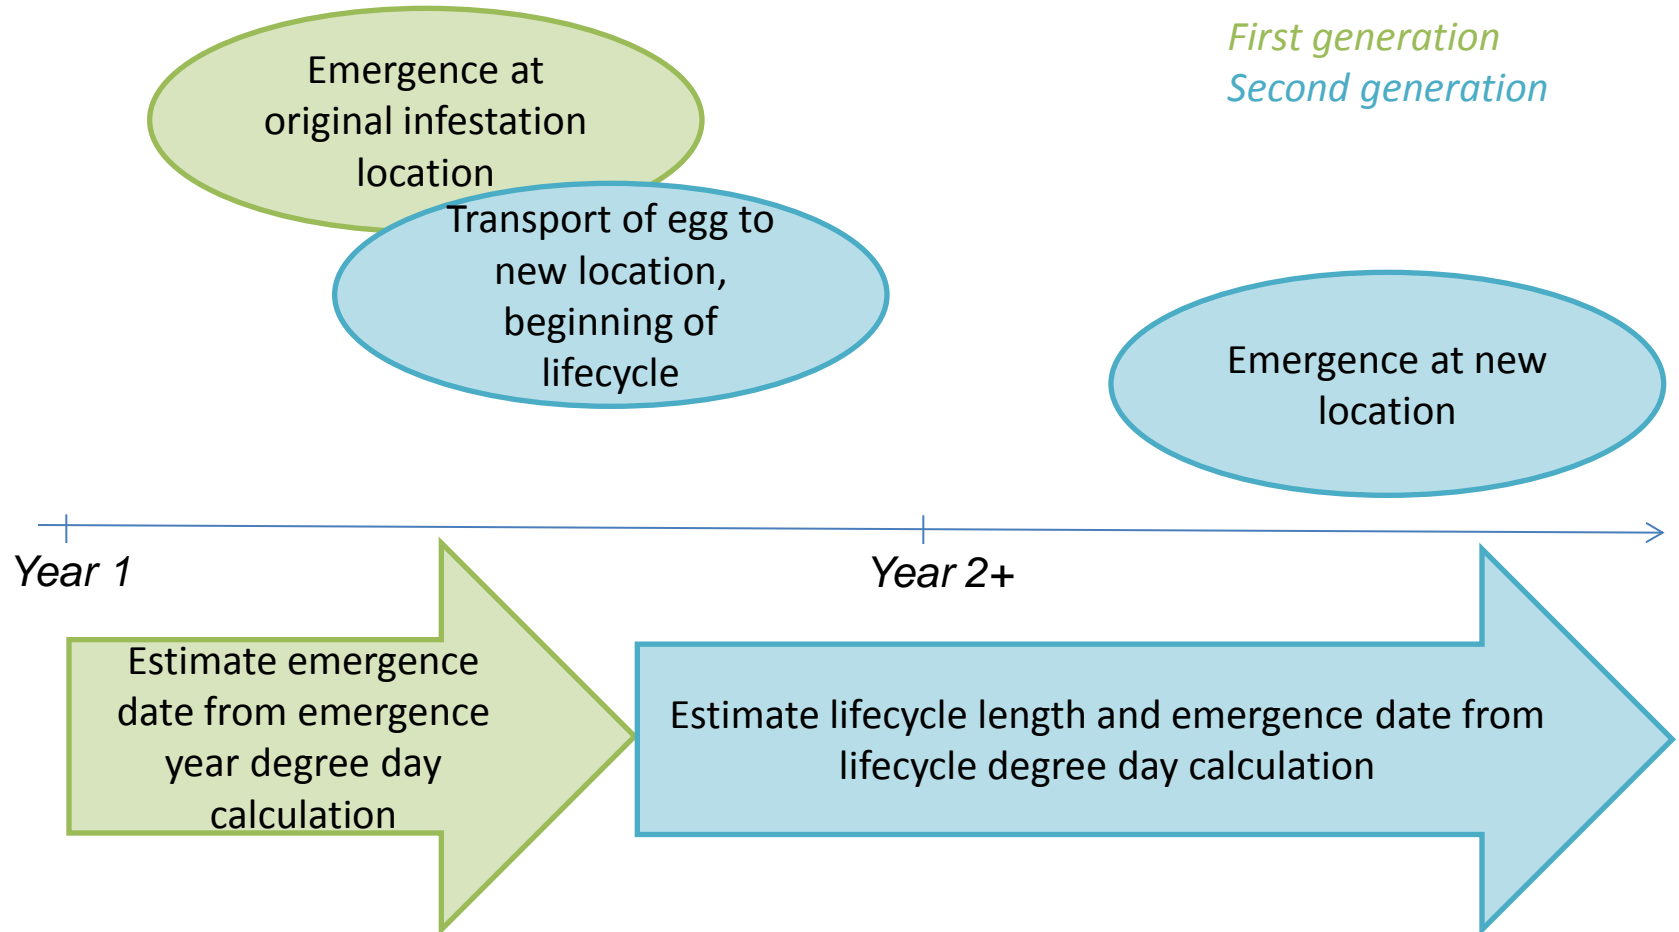 First generation
Second generation
Emergence at
original infestation
location
Transport of egg to
new location,
beginning of
lifecycle
Emergence at new
location
Year 1
Year 2+
Estimate emergence
date from emergence
year degree day
calculation
Estimate lifecycle length and emergence date from
lifecycle degree day calculation